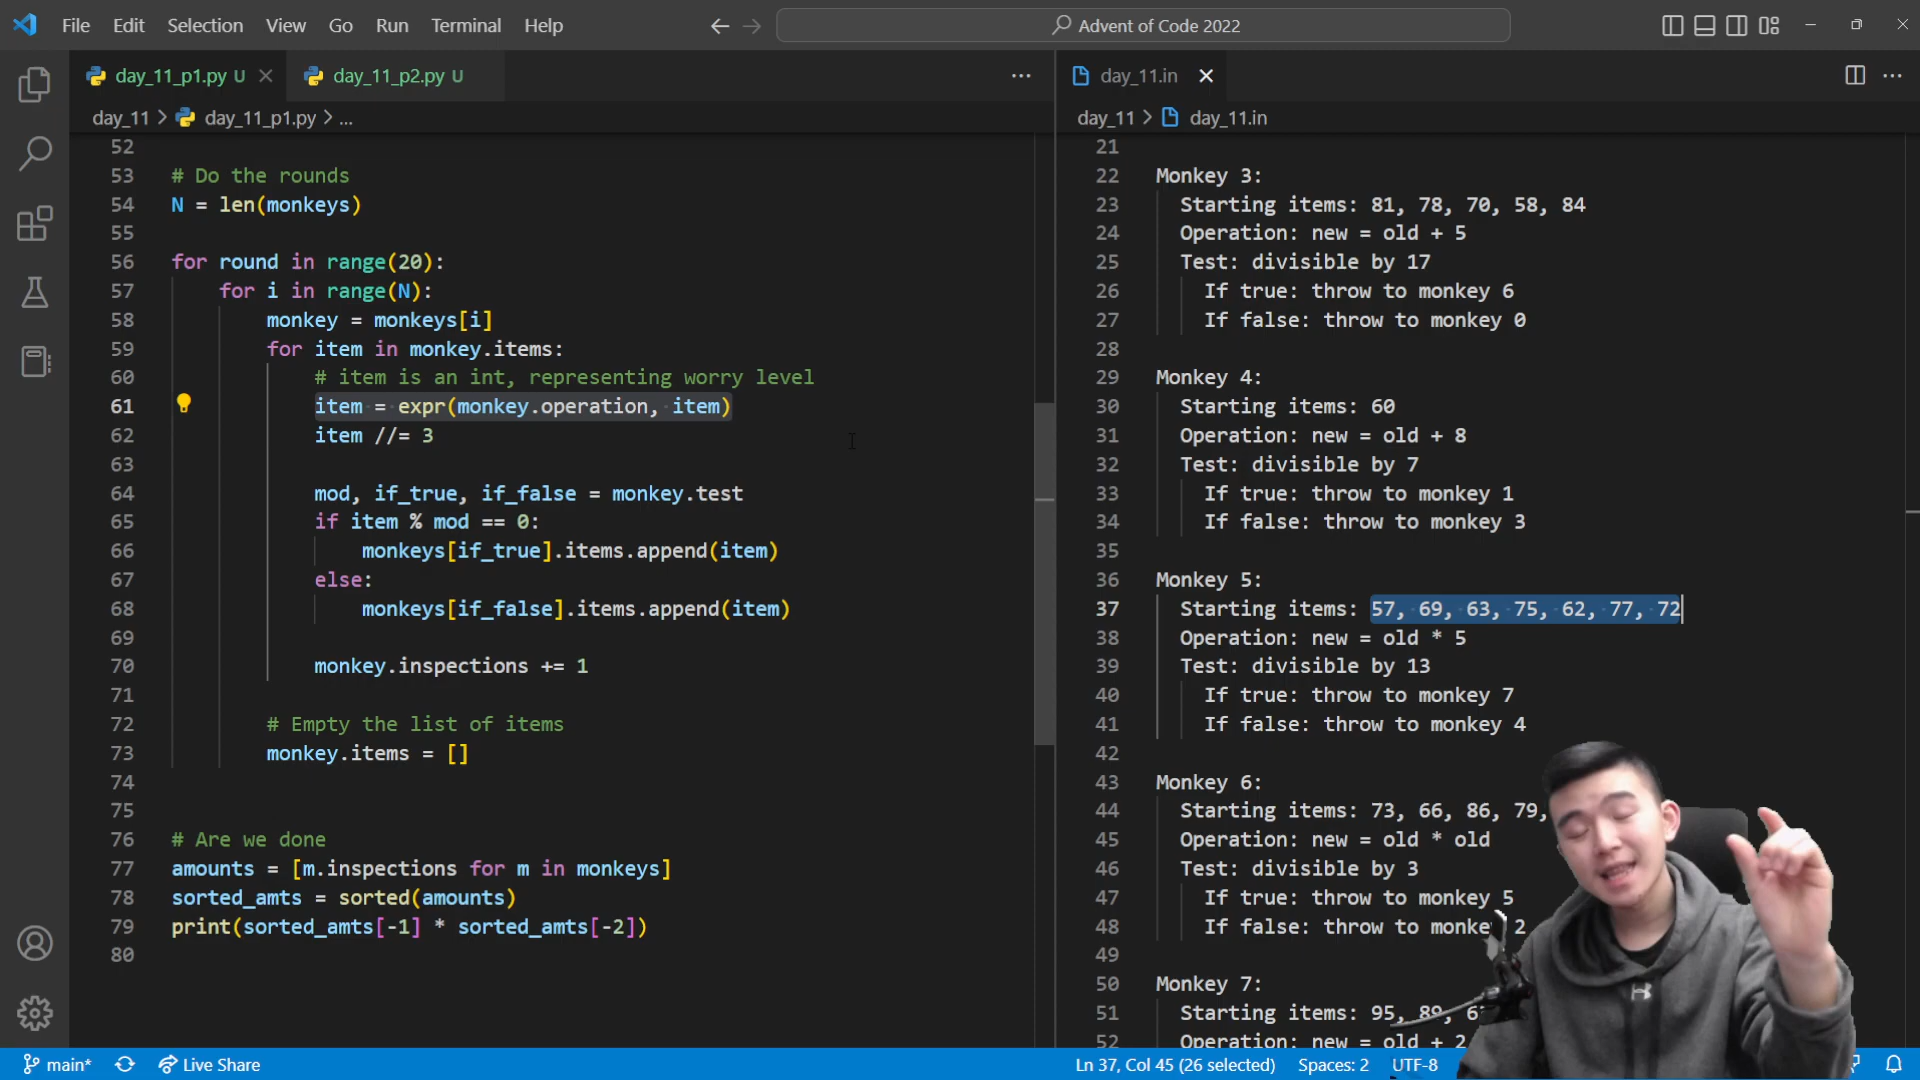 File Edit Selection View Go Run Terminal Help
Advent of Code 2022
day_11_p1.py U
day_11_p2.py U
day_11 > day_11_p1.py > ...
52
53 # Do the rounds
54 N = len(monkeys)
55
56 for round in range(20):
57 for i in range(N):
58 monkey = monkeys[i]
59 for item in monkey.items:
60 # item is an int, representing worry level
61 item = expr(monkey.operation, item)
62 item //= 3
63
64 mod, if_true, if_false = monkey.test
65 if item % mod == 0:
66 monkeys[if_true].items.append(item)
67 else:
68 monkeys[if_false].items.append(item)
69
70 monkey.inspections += 1
71
72 # Empty the list of items
73 monkey.items = []
74
75
76 # Are we done
77 amounts = [m.inspections for m in monkeys]
78 sorted_amts = sorted(amounts)
79 print(sorted_amts[-1] * sorted_amts[-2])
80
day_11.in
day_11 > day_11.in
21
22 Monkey 3:
23 Starting items: 81, 78, 70, 58, 84
24 Operation: new = old + 5
25 Test: divisible by 17
26 If true: throw to monkey 6
27 If false: throw to monkey 0
28
29 Monkey 4:
30 Starting items: 60
31 Operation: new = old + 8
32 Test: divisible by 7
33 If true: throw to monkey 1
34 If false: throw to monkey 3
35
36 Monkey 5:
37 Starting items: 57, 69, 63, 75, 62, 77, 72
38 Operation: new = old * 5
39 Test: divisible by 13
40 If true: throw to monkey 7
41 If false: throw to monkey 4
42
43 Monkey 6:
44 Starting items: 73, 66, 86, 79,
45 Operation: new = old * old
46 Test: divisible by 3
47 If true: throw to monkey 5
48 If false: throw to monkey 2
49
50 Monkey 7:
51 Starting items: 95, 89,
52 Operation: new = old + 2
main* Live Share
Ln 37, Col 45 (26 selected) Spaces: 2 UTF-8